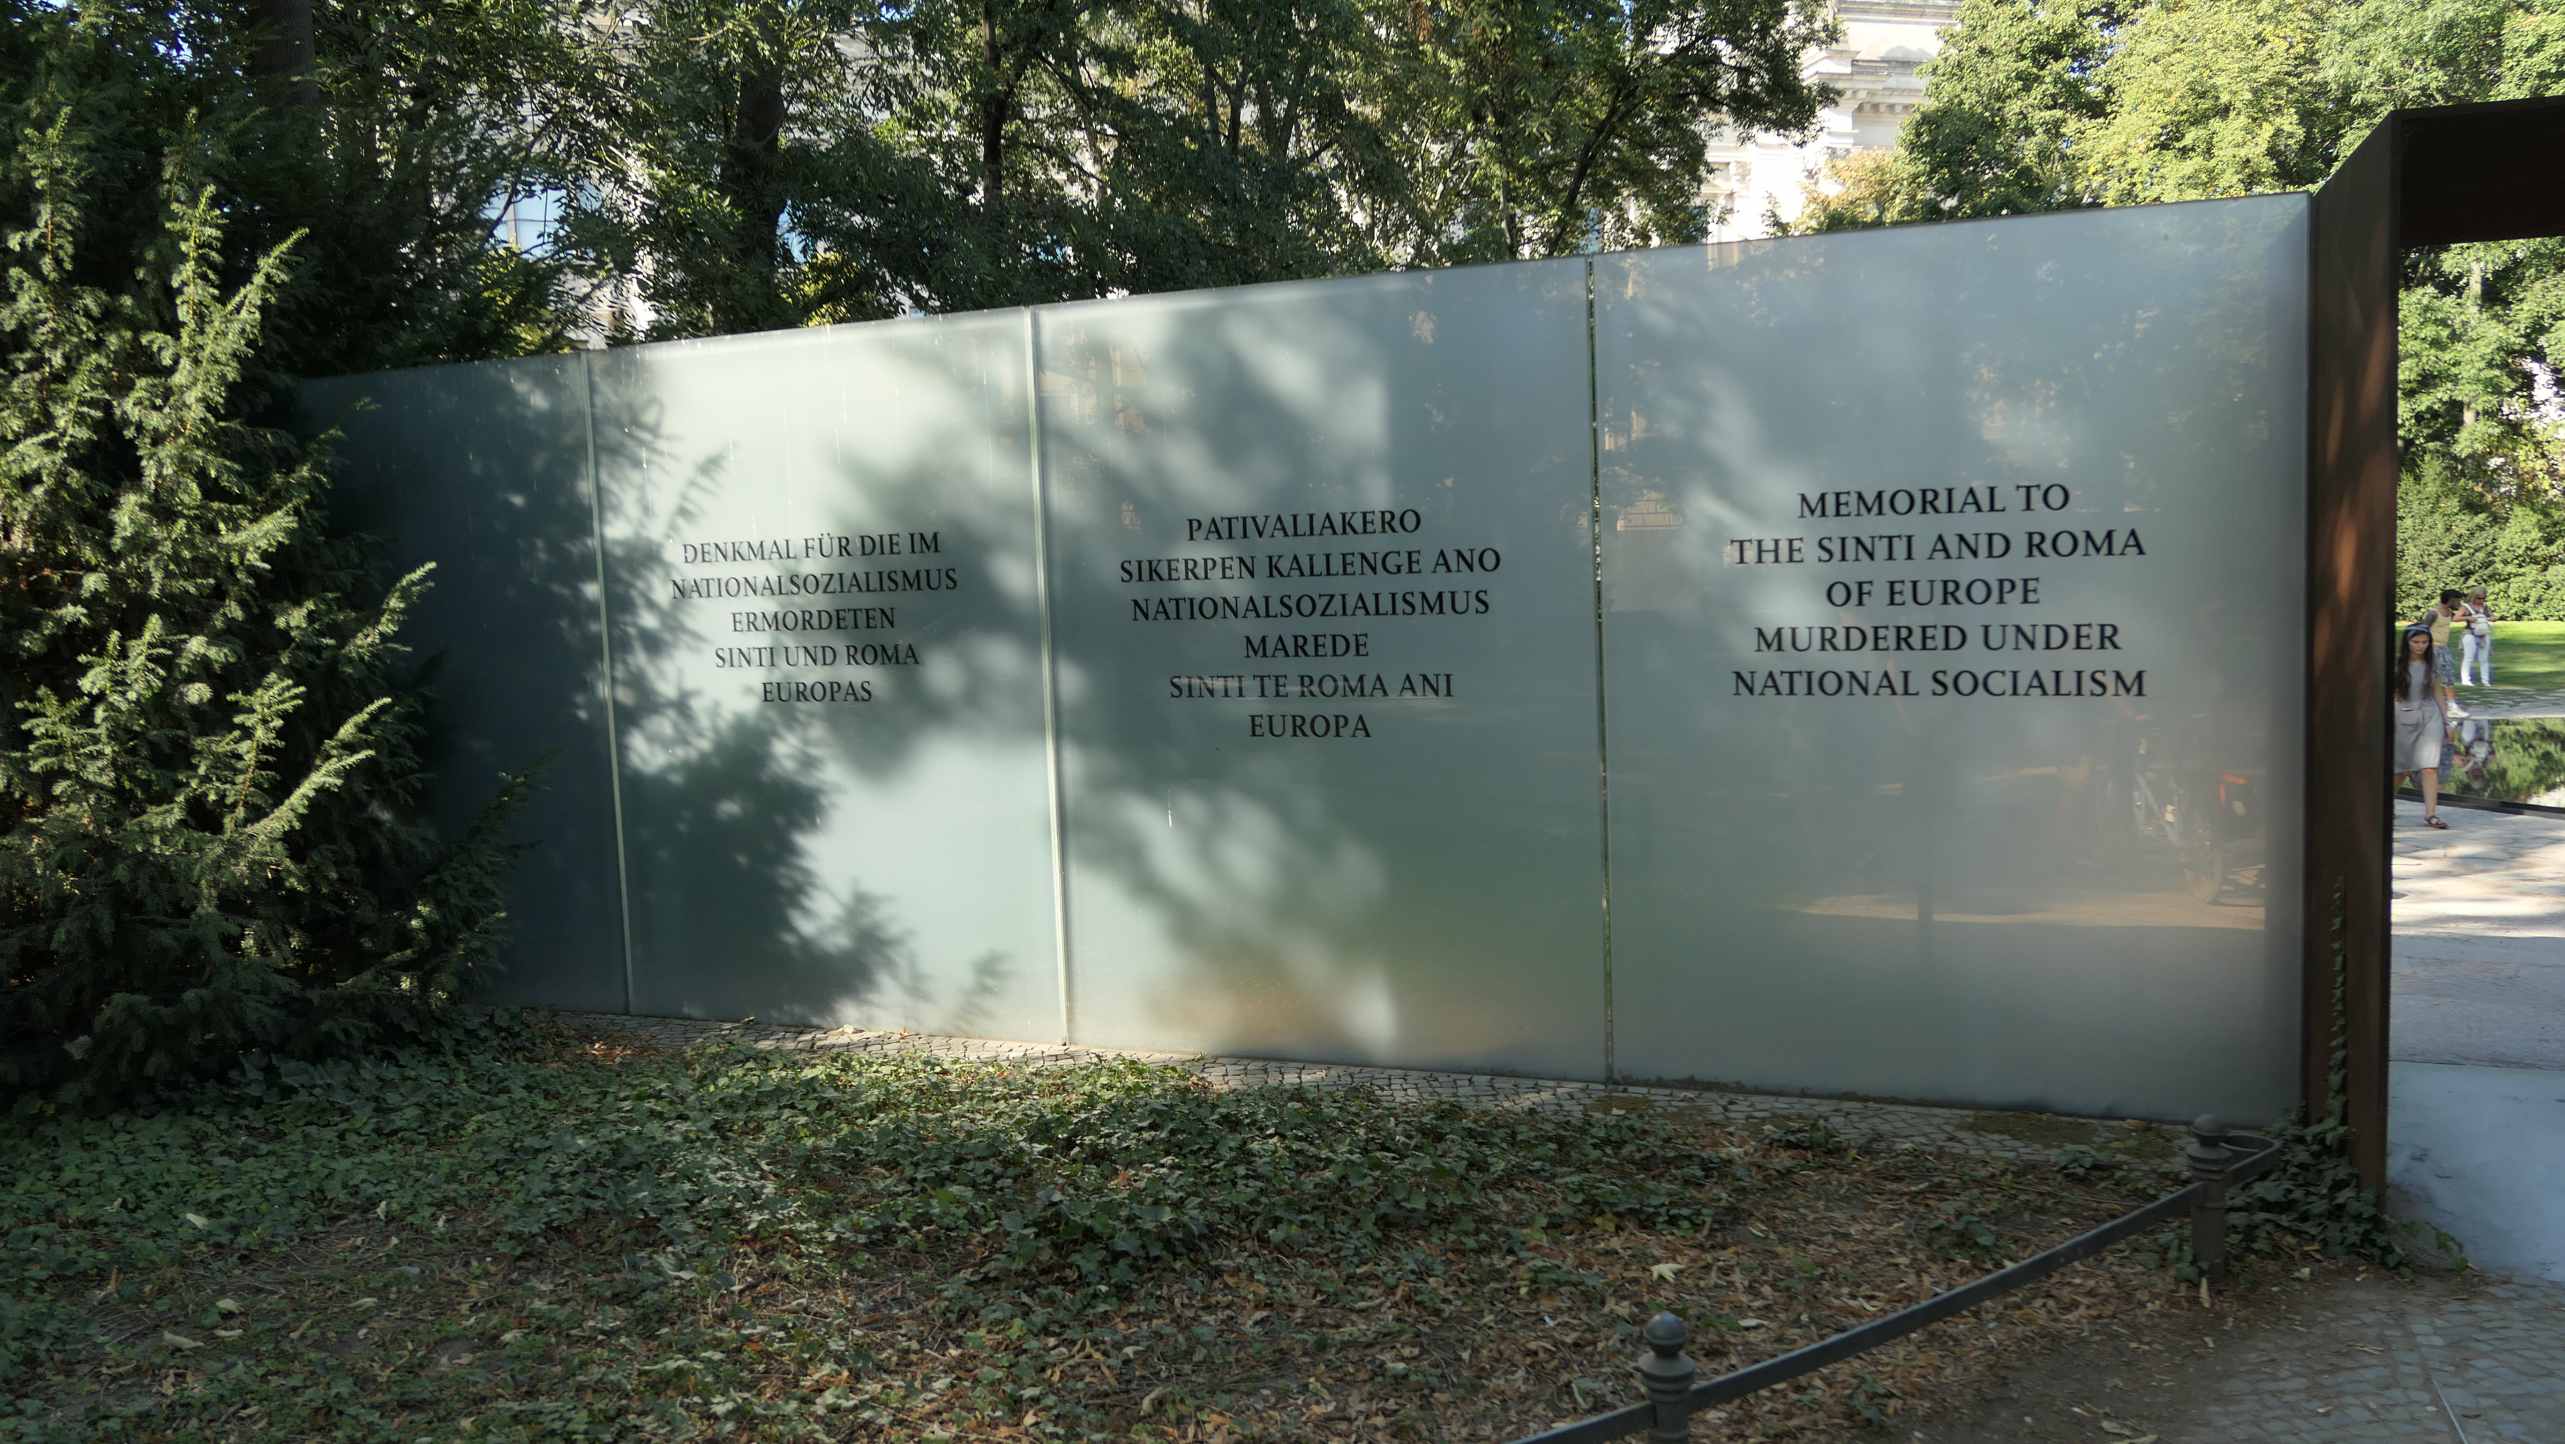 DENKMAL FÜR DIE IM
NATIONALSOZIALISMUS
ERMORDETEN
SINTI UND ROMA
EUROPAS
PATIVALIAKERO
SIKERPEN KALLENGE ANO
NATIONALSOZIALISMUS
MAREDE
SINTI TE ROMA ANI
EUROPA
MEMORIAL TO
THE SINTI AND ROMA
OF EUROPE
MURDERED UNDER
NATIONAL SOCIALISM